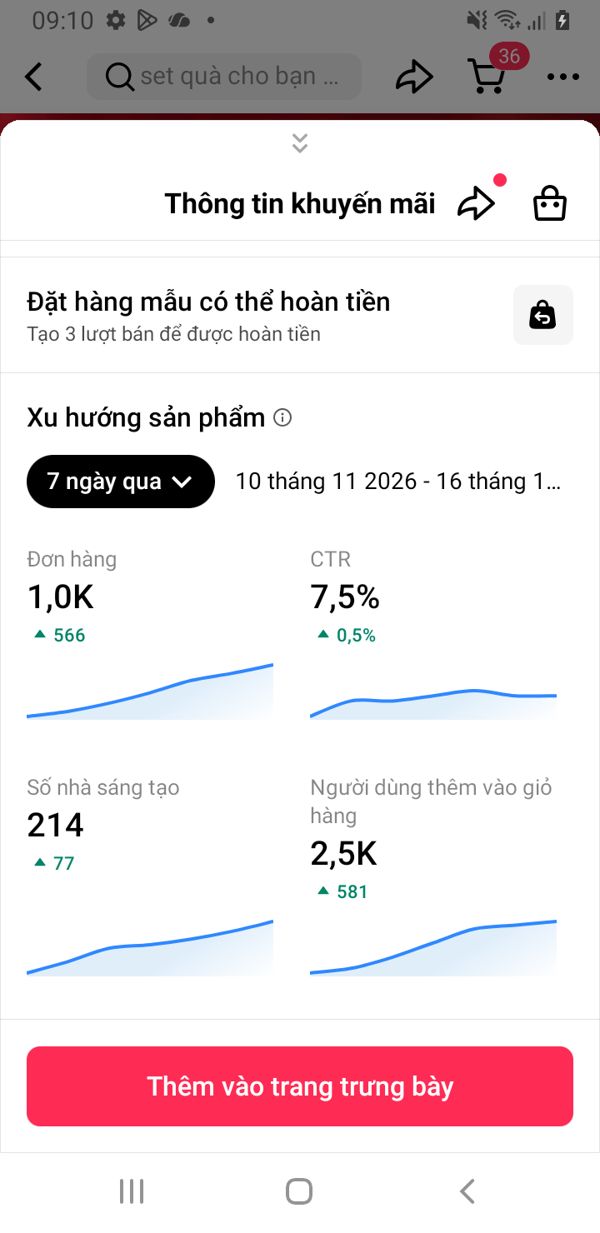 09:10
set quà cho bạn ...
36
Thông tin khuyến mãi
Đặt hàng mẫu có thể hoàn tiền
Tạo 3 lượt bán để được hoàn tiền
Xu hướng sản phẩm
7 ngày qua
10 tháng 11 2026 - 16 tháng 1...
Đơn hàng
1,0K
566
CTR
7,5%
0,5%
Số nhà sáng tạo
214
77
Người dùng thêm vào giỏ
hàng
2,5K
581
Thêm vào trang trưng bày